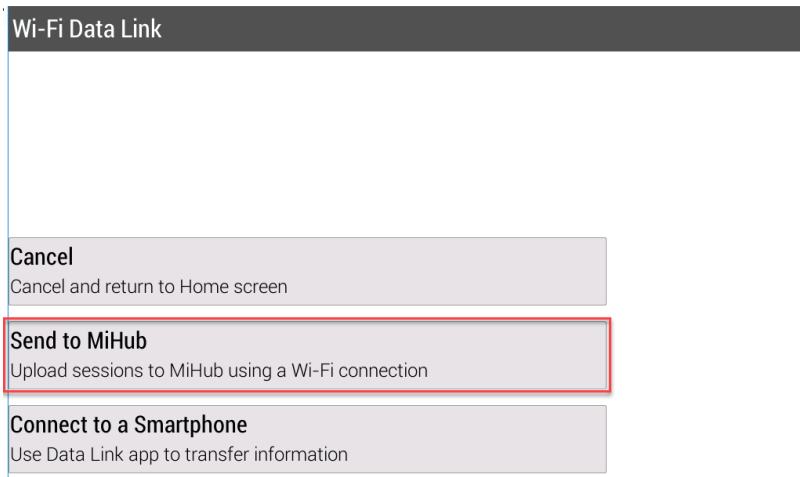 Wi-Fi Data Link
Cancel
Cancel and return to Home screen
Send to MiHub
Upload sessions to MiHub using a Wi-Fi connection
Connect to a Smartphone
Use Data Link app to transfer information